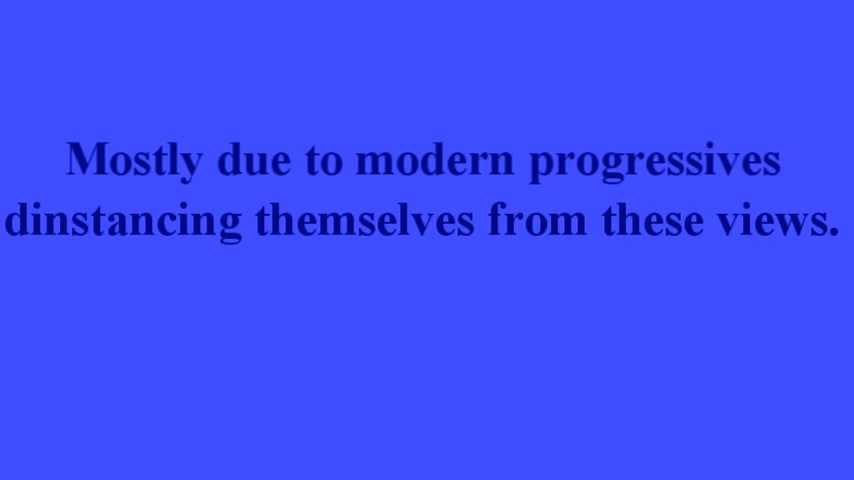 Mostly due to modern progressives
dinstancing themselves from these views.